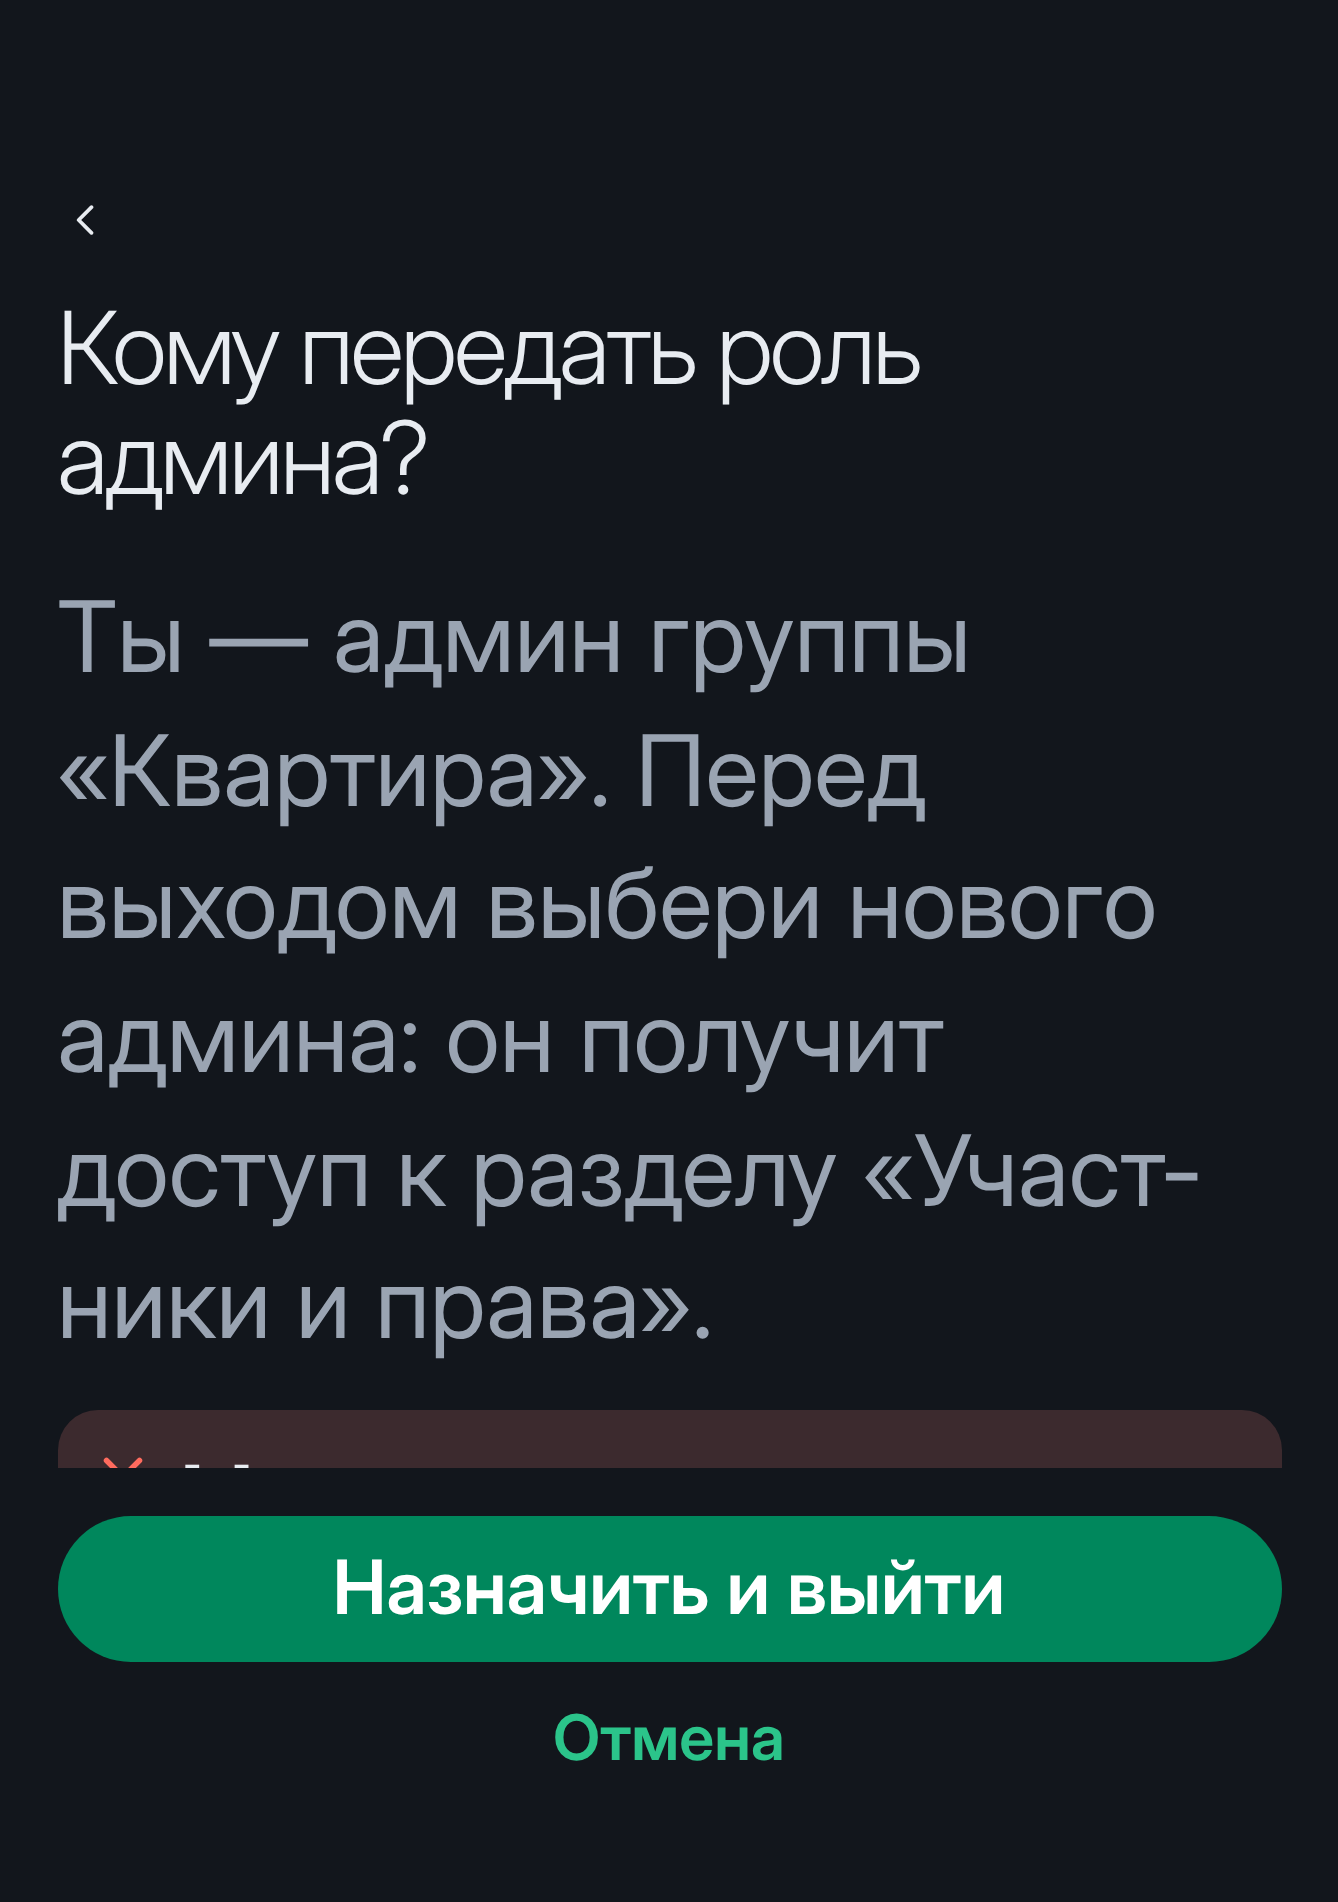 Кому передать роль
админа?
Ты — админ группы
«Квартира». Перед
выходом выбери нового
админа: он получит
доступ к разделу «Участ-
ники и права».
Назначить и выйти
Отмена